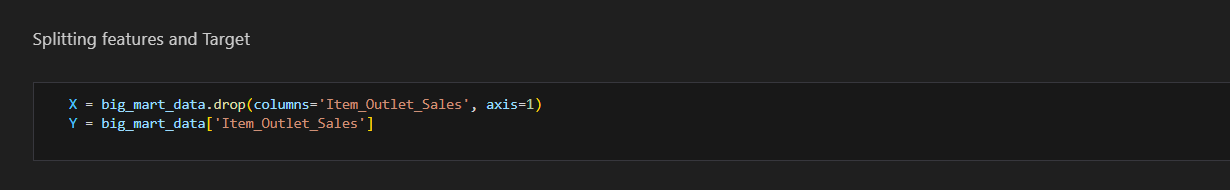 Splitting features and Target
X = big_mart_data.drop(columns='Item_Outlet_Sales', axis=1)
Y = big_mart_data['Item_Outlet_Sales']